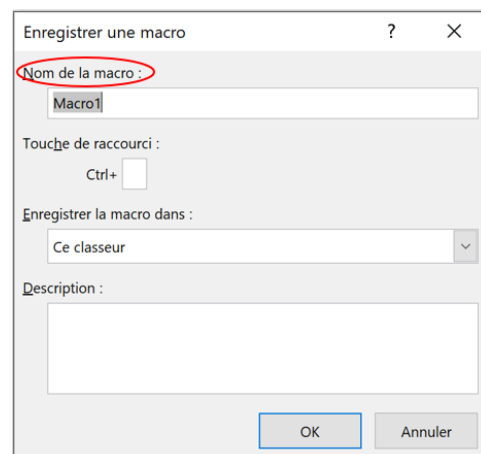 Enregistrer une macro ? ×
Nom de la macro :
Macro1
Touche de raccourci :
Ctrl+
Enregistrer la macro dans :
Ce classeur
Description :
OK Annuler